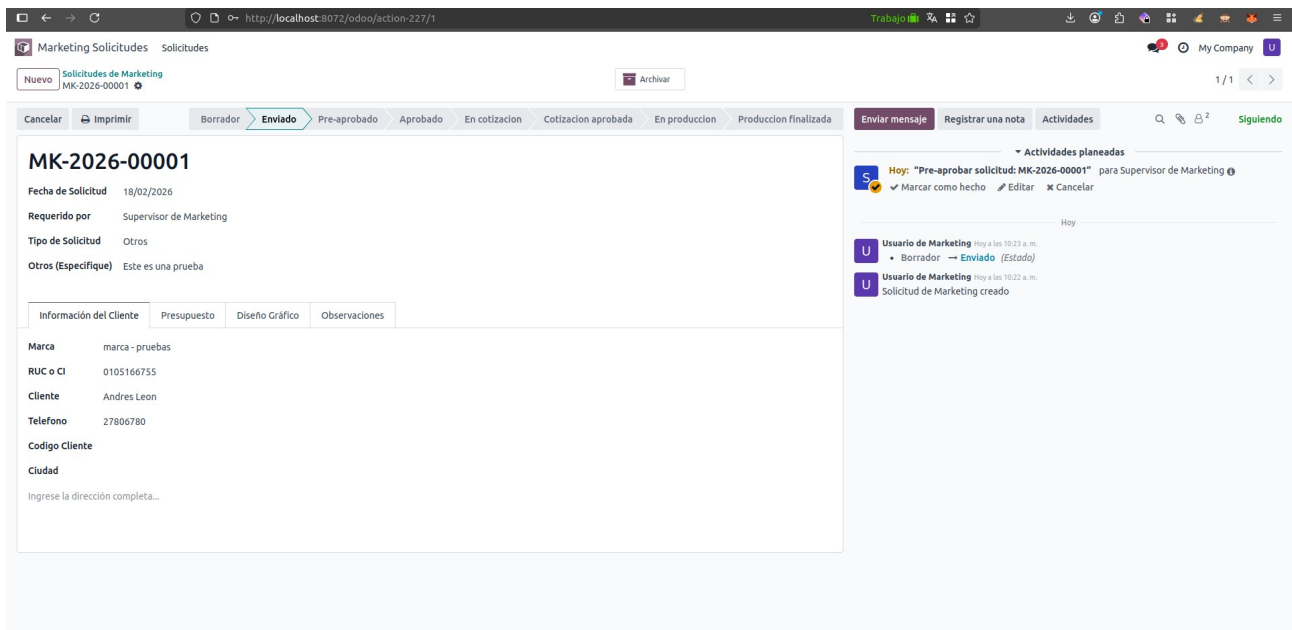 http://localhost:8072/odoo/action-227/1 Trabajo
Marketing Solicitudes Solicitudes 3 My Company U
Nuevo Solicitudes de Marketing Archivar 1 / 1
MK-2026-00001
Cancelar Imprimir Borrador Enviado Pre-aprobado Aprobado En cotizacion Cotizacion aprobada En produccion Produccion finalizada Enviar mensaje Registrar una nota Actividades 2 Siguiendo
MK-2026-00001
Fecha de Solicitud 18/02/2026
Requerido por Supervisor de Marketing
Tipo de Solicitud Otros
Otros (Especifique) Este es una prueba
Información del Cliente Presupuesto Diseño Gráfico Observaciones
Marca marca - pruebas
RUC o CI 0105166755
Cliente Andres Leon
Telefono 27806780
Codigo Cliente
Ciudad
Ingrese la dirección completa...
Actividades planeadas
S Hoy: “Pre-aprobar solicitud: MK-2026-00001” para Supervisor de Marketing
Marcar como hecho Editar Cancelar
Hoy
U Usuario de Marketing Hoy a las 10:23 a. m.
• Borrador → Enviado (Estado)
U Usuario de Marketing Hoy a las 10:22 a. m.
Solicitud de Marketing creado